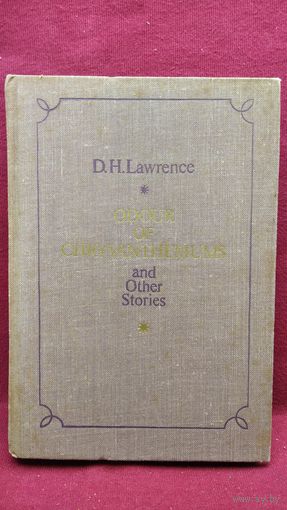 D.H.Lawrence
ODOUR
OF
CHRYSANTHEMUMS
and
Other
Stories